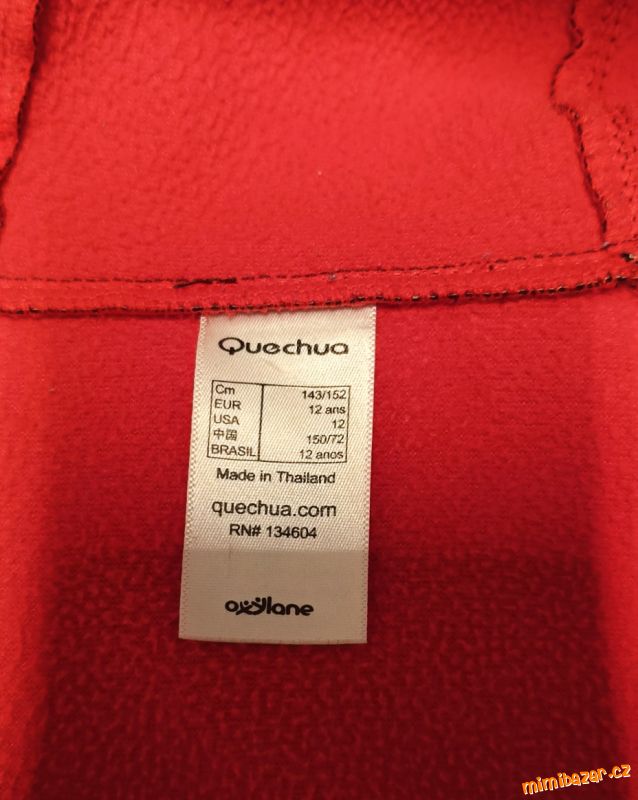 Quechua
Cm 143/152
EUR 12 ans
USA 12
中国 150/72
BRASIL 12 anos
Made in Thailand
quechua.com
RN# 134604
oxylane
mimibazar.cz